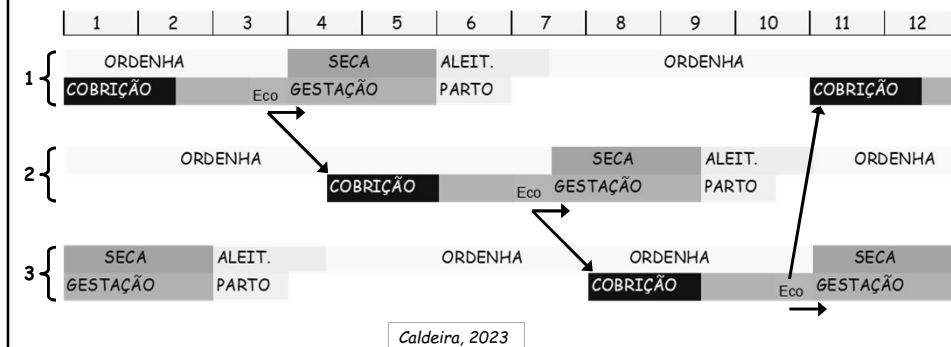 1 2 3 4 5 6 7 8 9 10 11 12
ORDENHA SECA ALEIT. ORDENHA
1
COBRIÇÃO Eco GESTAÇÃO PARTO COBRIÇÃO
ORDENHA SECA ALEIT. ORDENHA
2
COBRIÇÃO Eco GESTAÇÃO PARTO
SECA ALEIT. ORDENHA ORDENHA SECA
3
GESTAÇÃO PARTO COBRIÇÃO Eco GESTAÇÃO
Caldeira, 2023